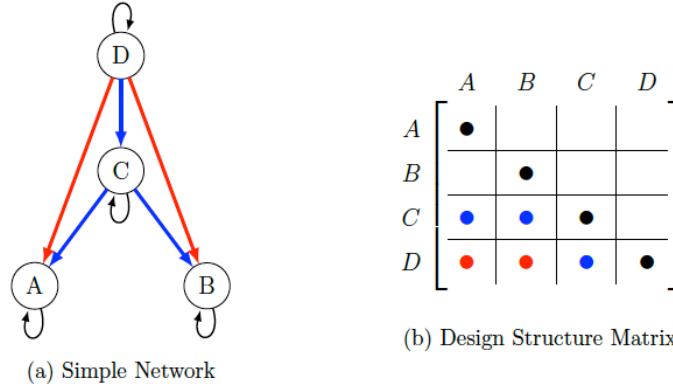 D
C
A B
(a) Simple Network
A B C D
A
B
C
D
(b) Design Structure Matrix